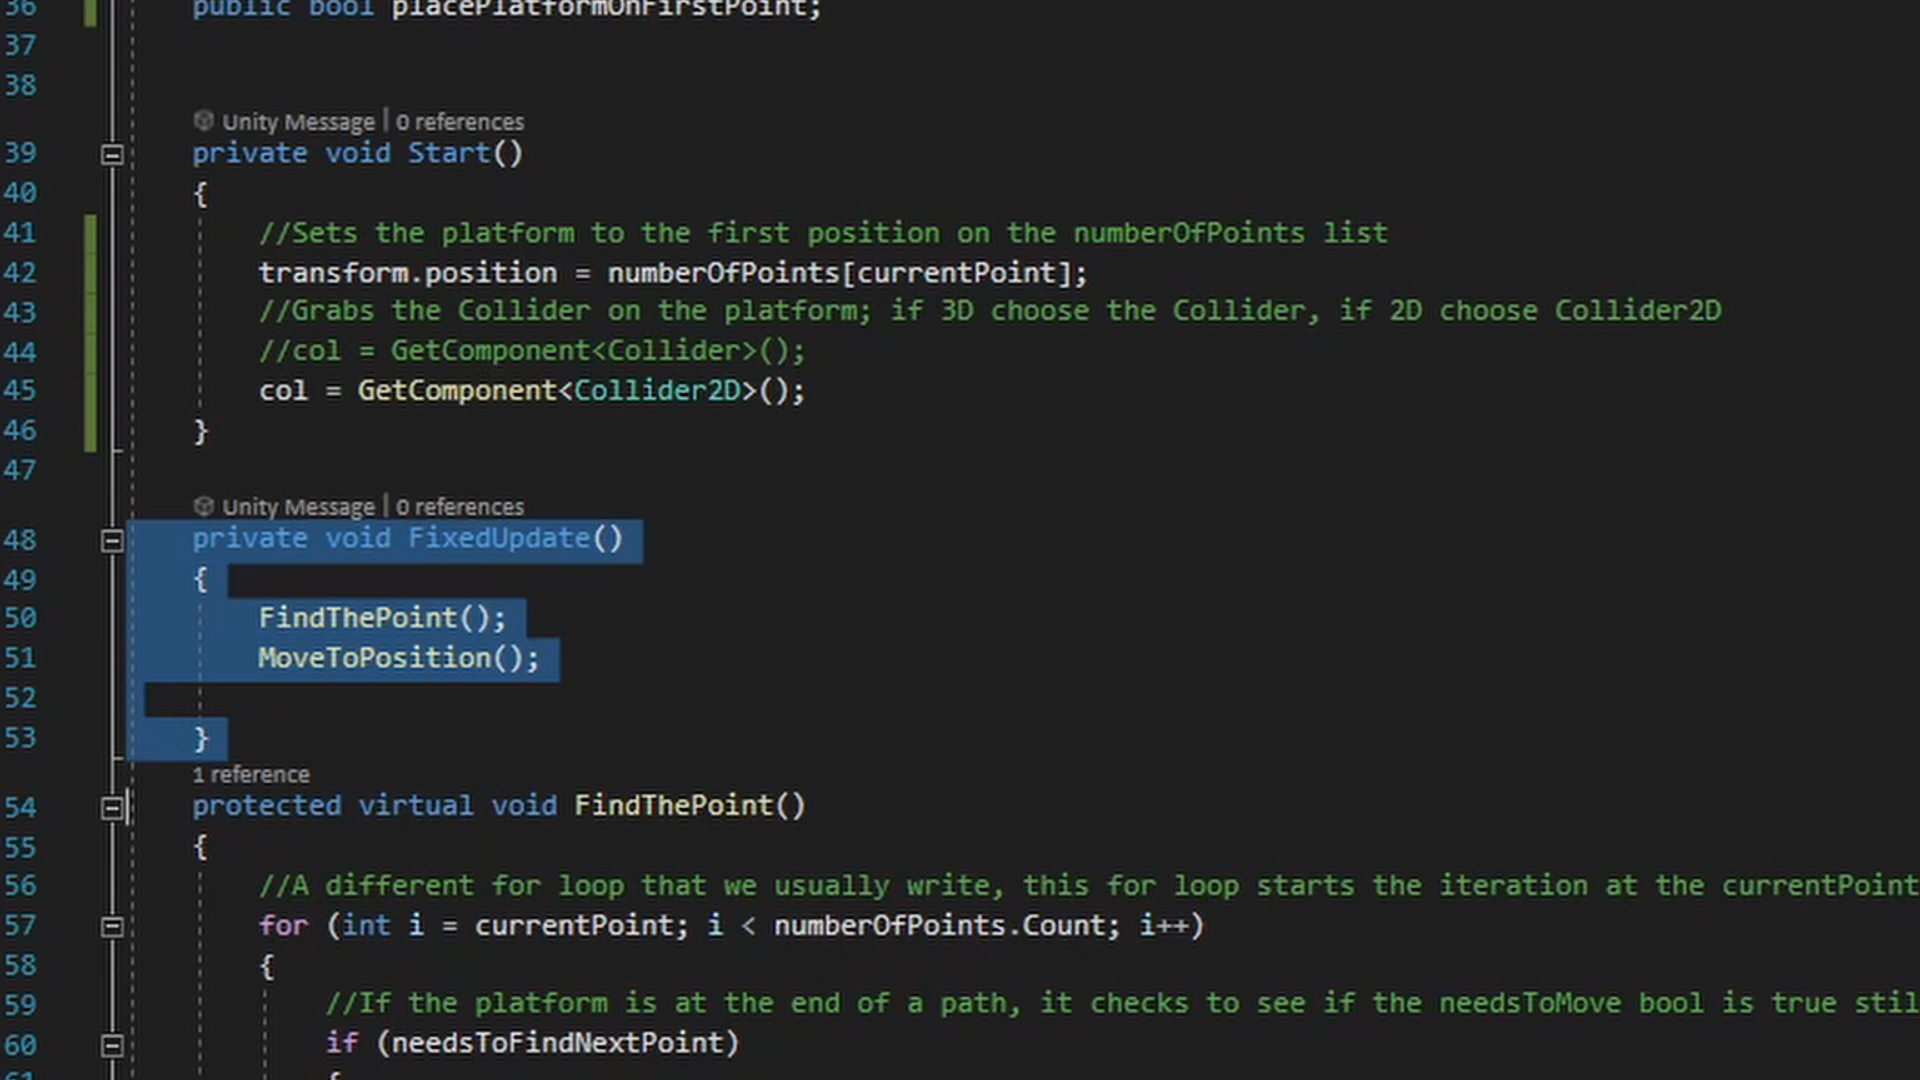 36 public bool placePlatformOnFirstPoint;
37
38
Unity Message | 0 references
39 private void Start()
40 {
41 //Sets the platform to the first position on the numberOfPoints list
42 transform.position = numberOfPoints[currentPoint];
43 //Grabs the Collider on the platform; if 3D choose the Collider, if 2D choose Collider2D
44 //col = GetComponent<Collider>();
45 col = GetComponent<Collider2D>();
46 }
47
Unity Message | 0 references
48 private void FixedUpdate()
49 {
50 FindThePoint();
51 MoveToPosition();
52
53 }
1 reference
54 protected virtual void FindThePoint()
55 {
56 //A different for loop that we usually write, this for loop starts the iteration at the currentPoint
57 for (int i = currentPoint; i < numberOfPoints.Count; i++)
58 {
59 //If the platform is at the end of a path, it checks to see if the needsToMove bool is true stil
60 if (needsToFindNextPoint)
61 {